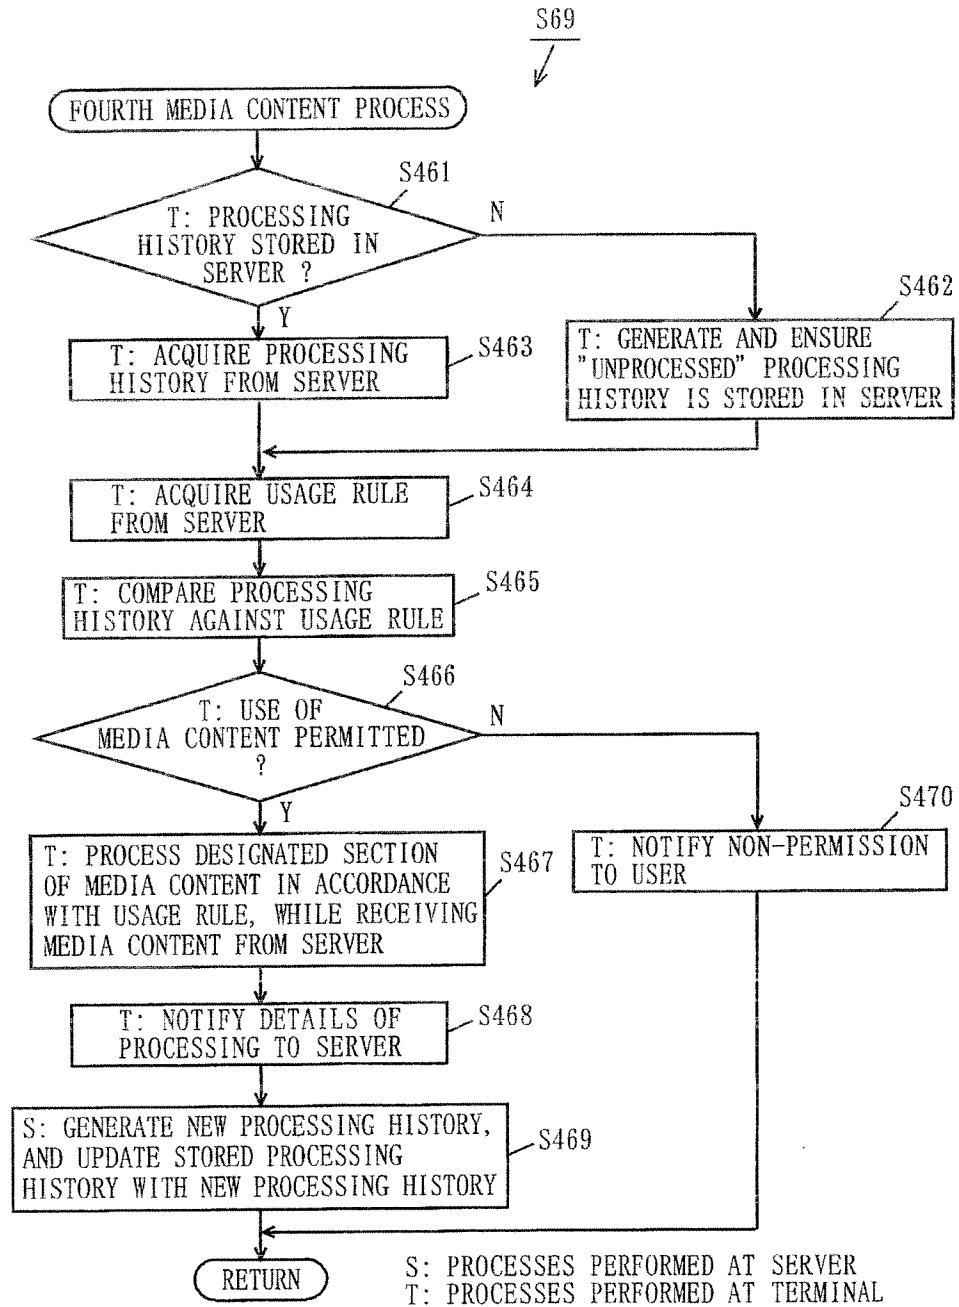 S69
FOURTH MEDIA CONTENT PROCESS
S461
T: PROCESSING
HISTORY STORED IN
SERVER ?
N
Y
S462
T: GENERATE AND ENSURE
"UNPROCESSED" PROCESSING
HISTORY IS STORED IN SERVER
S463
T: ACQUIRE PROCESSING
HISTORY FROM SERVER
S464
T: ACQUIRE USAGE RULE
FROM SERVER
S465
T: COMPARE PROCESSING
HISTORY AGAINST USAGE RULE
S466
T: USE OF
MEDIA CONTENT PERMITTED
?
N
Y
S470
T: NOTIFY NON-PERMISSION
TO USER
S467
T: PROCESS DESIGNATED SECTION
OF MEDIA CONTENT IN ACCORDANCE
WITH USAGE RULE, WHILE RECEIVING
MEDIA CONTENT FROM SERVER
S468
T: NOTIFY DETAILS OF
PROCESSING TO SERVER
S469
S: GENERATE NEW PROCESSING HISTORY,
AND UPDATE STORED PROCESSING
HISTORY WITH NEW PROCESSING HISTORY
RETURN
S: PROCESSES PERFORMED AT SERVER
T: PROCESSES PERFORMED AT TERMINAL